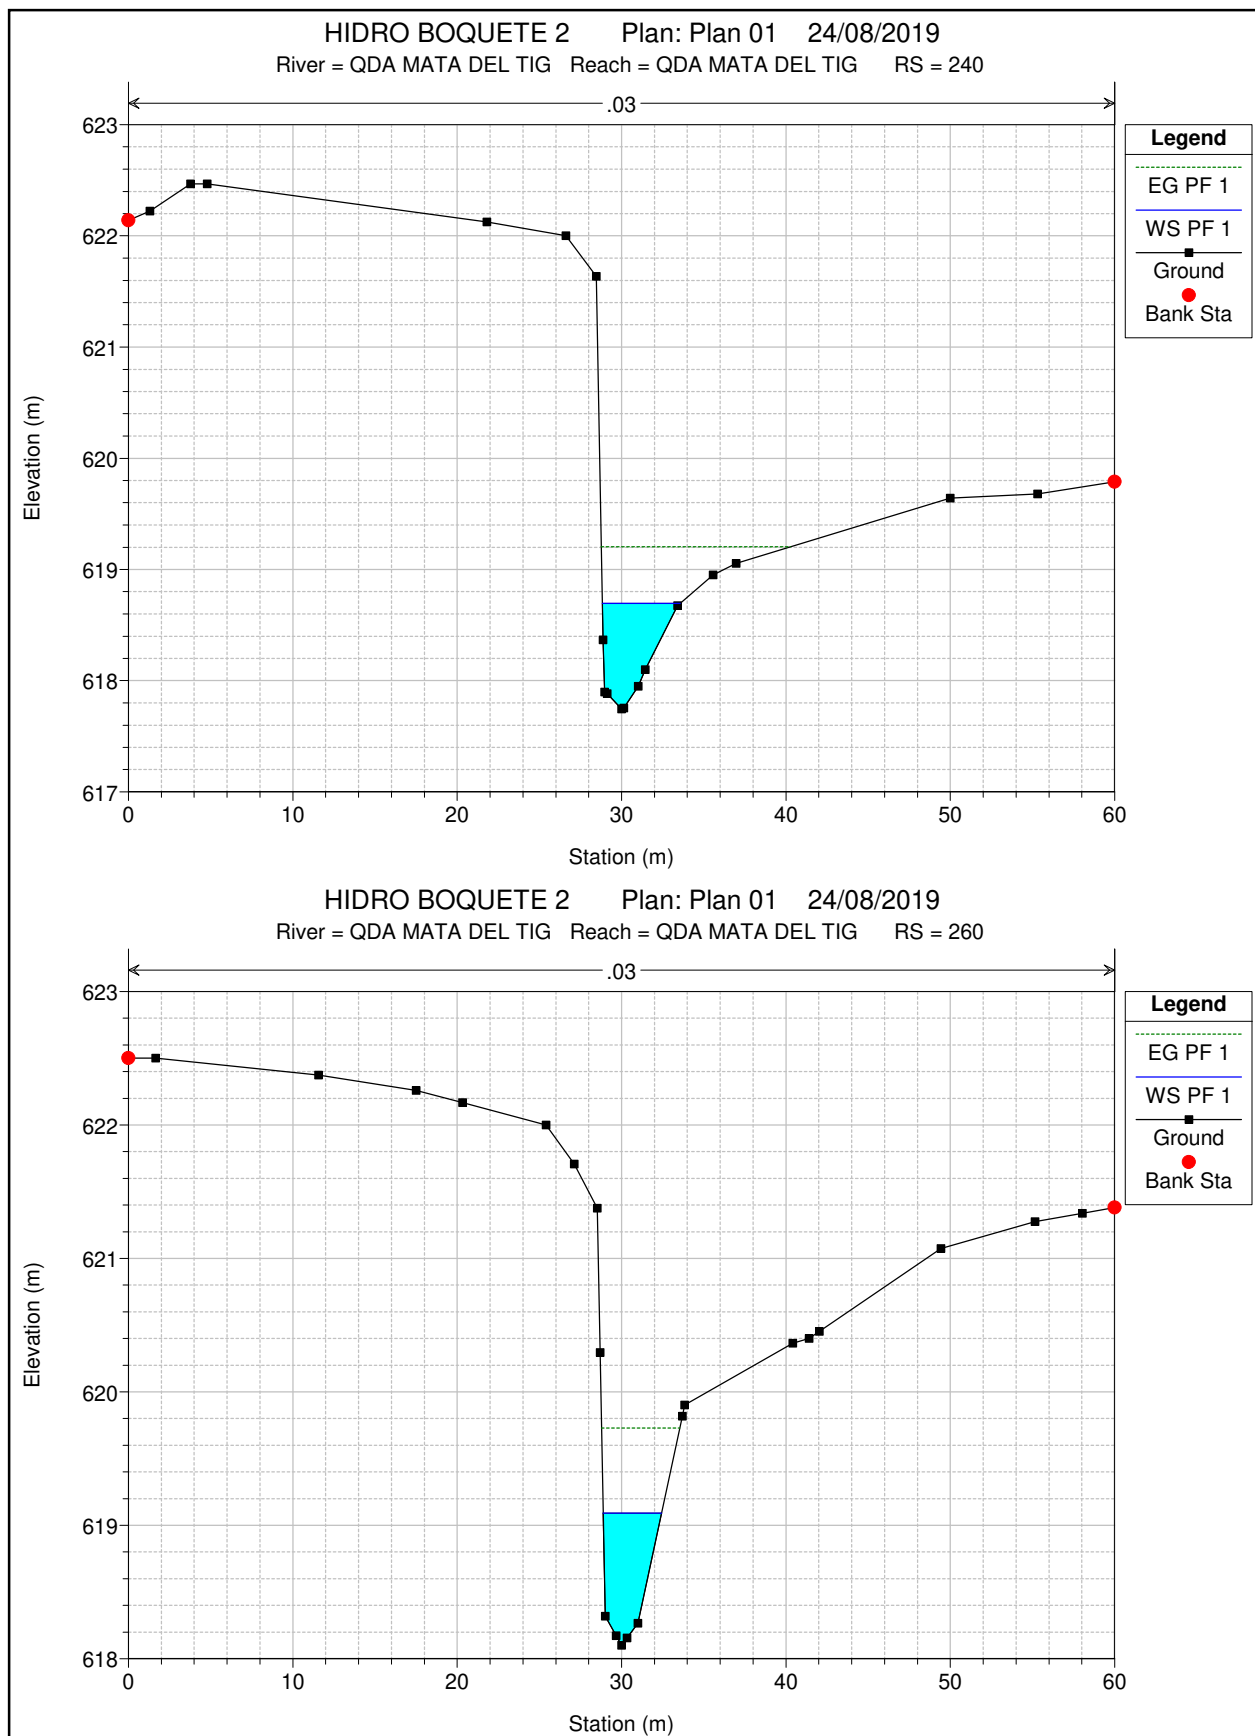 HIDRO BOQUETE 2 Plan: Plan 01 24/08/2019
River = QDA MATA DEL TIG Reach = QDA MATA DEL TIG RS = 240
.03
623
622
621
620
619
618
617
Elevation (m)
0 10 20 30 40 50 60
Station (m)
Legend
EG PF 1
WS PF 1
Ground
Bank Sta
HIDRO BOQUETE 2 Plan: Plan 01 24/08/2019
River = QDA MATA DEL TIG Reach = QDA MATA DEL TIG RS = 260
.03
623
622
621
620
619
618
Elevation (m)
0 10 20 30 40 50 60
Station (m)
Legend
EG PF 1
WS PF 1
Ground
Bank Sta